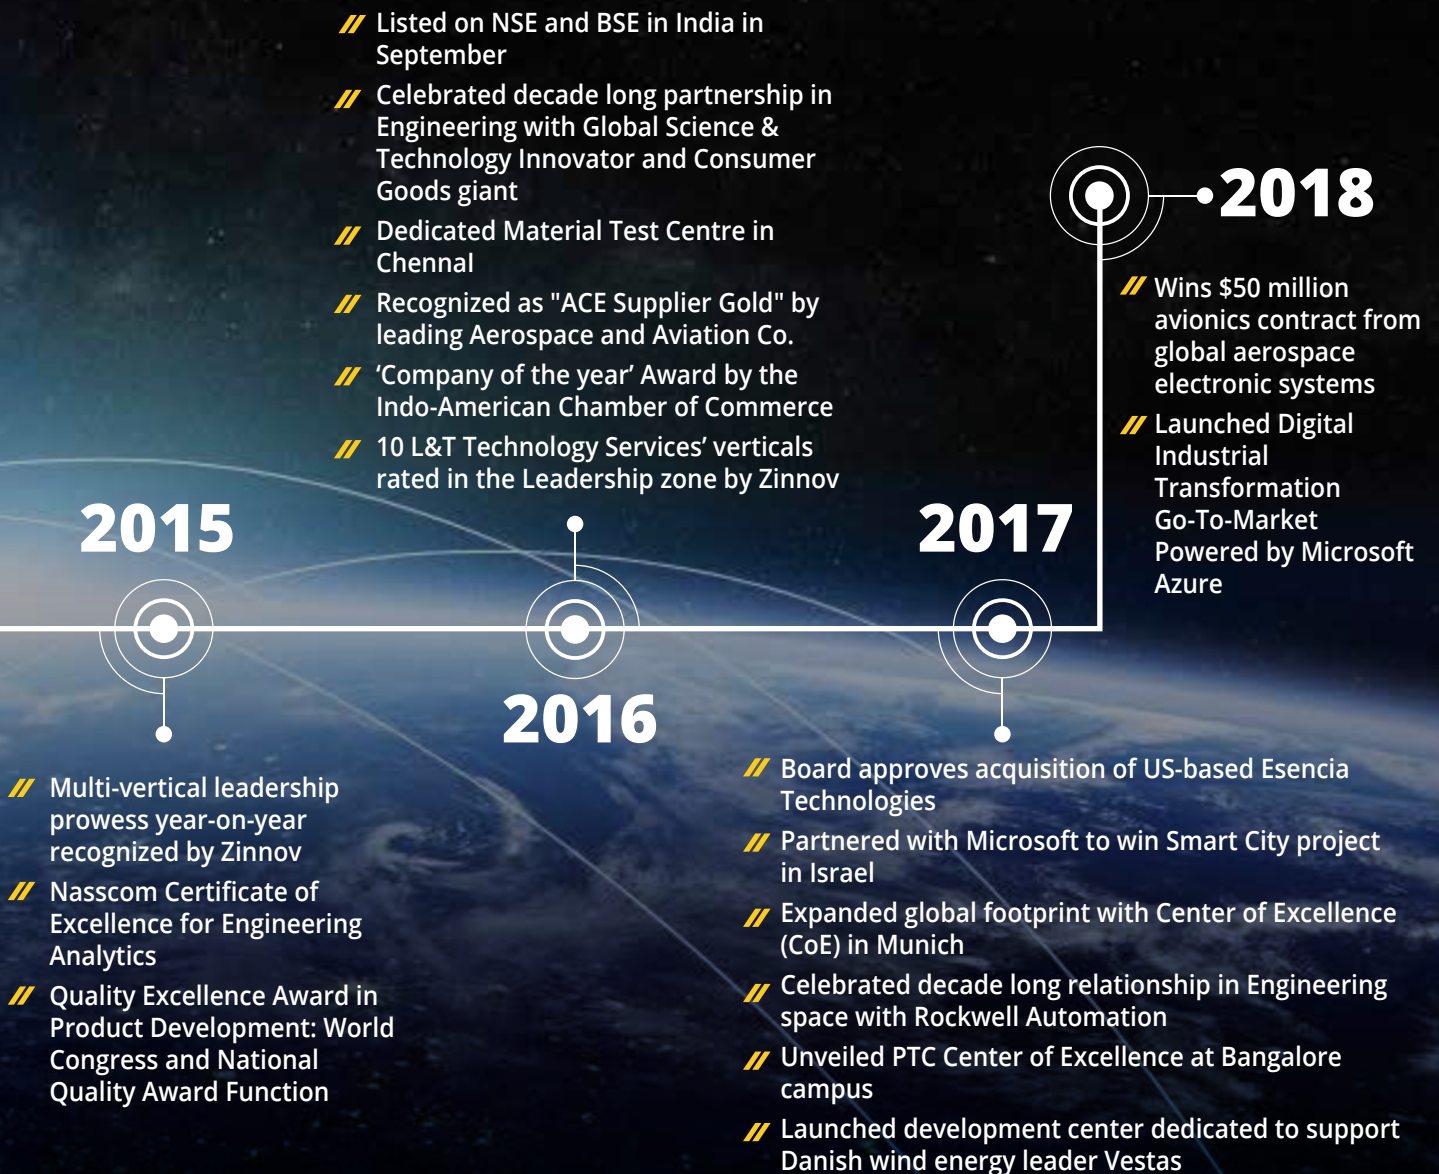 Listed on NSE and BSE in India in
September
Celebrated decade long partnership in
Engineering with Global Science &
Technology Innovator and Consumer
Goods giant
Dedicated Material Test Centre in
ChennaI
Recognized as "ACE Supplier Gold" by
leading Aerospace and Aviation Co.
‘Company of the year’ Award by the
Indo-American Chamber of Commerce
10 L&T Technology Services’ verticals
rated in the Leadership zone by Zinnov
2018
Wins $50 million
avionics contract from
global aerospace
electronic systems
Launched Digital
Industrial
Transformation
Go-To-Market
Powered by Microsoft
Azure
2015
2017
2016
Multi-vertical leadership
prowess year-on-year
recognized by Zinnov
Nasscom Certificate of
Excellence for Engineering
Analytics
Quality Excellence Award in
Product Development: World
Congress and National
Quality Award Function
Board approves acquisition of US-based Esencia
Technologies
Partnered with Microsoft to win Smart City project
in Israel
Expanded global footprint with Center of Excellence
(CoE) in Munich
Celebrated decade long relationship in Engineering
space with Rockwell Automation
Unveiled PTC Center of Excellence at Bangalore
campus
Launched development center dedicated to support
Danish wind energy leader Vestas